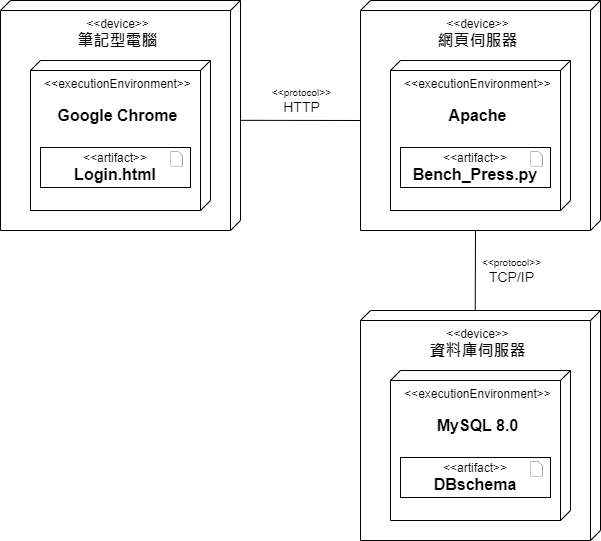 <<device>>
筆記型電腦
<<executionEnvironment>>
Google Chrome
<<artifact>>
Login.html
<<protocol>>
HTTP
<<device>>
網頁伺服器
<<executionEnvironment>>
Apache
<<artifact>>
Bench_Press.py
<<protocol>>
TCP/IP
<<device>>
資料庫伺服器
<<executionEnvironment>>
MySQL 8.0
<<artifact>>
DBschema